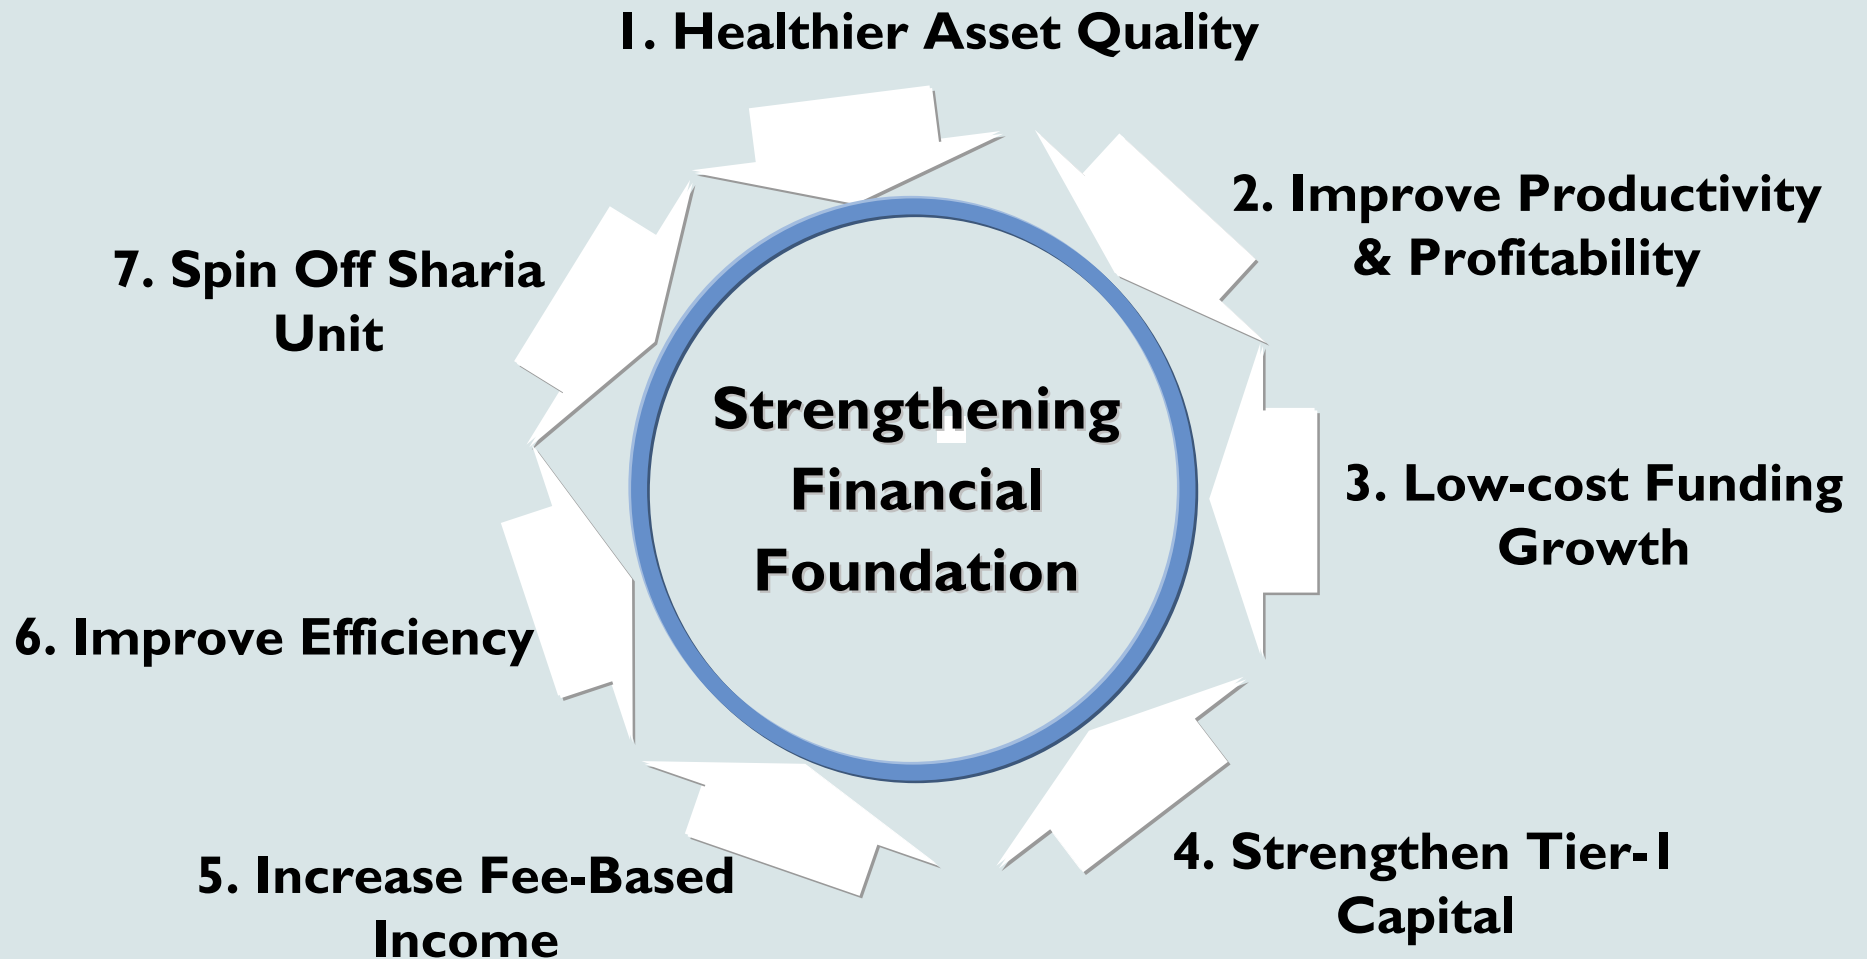 1. Healthier Asset Quality
2. Improve Productivity
& Profitability
3. Low-cost Funding
Growth
4. Strengthen Tier-1
Capital
5. Increase Fee-Based
Income
6. Improve Efficiency
7. Spin Off Sharia
Unit
Strengthening
Financial
Foundation